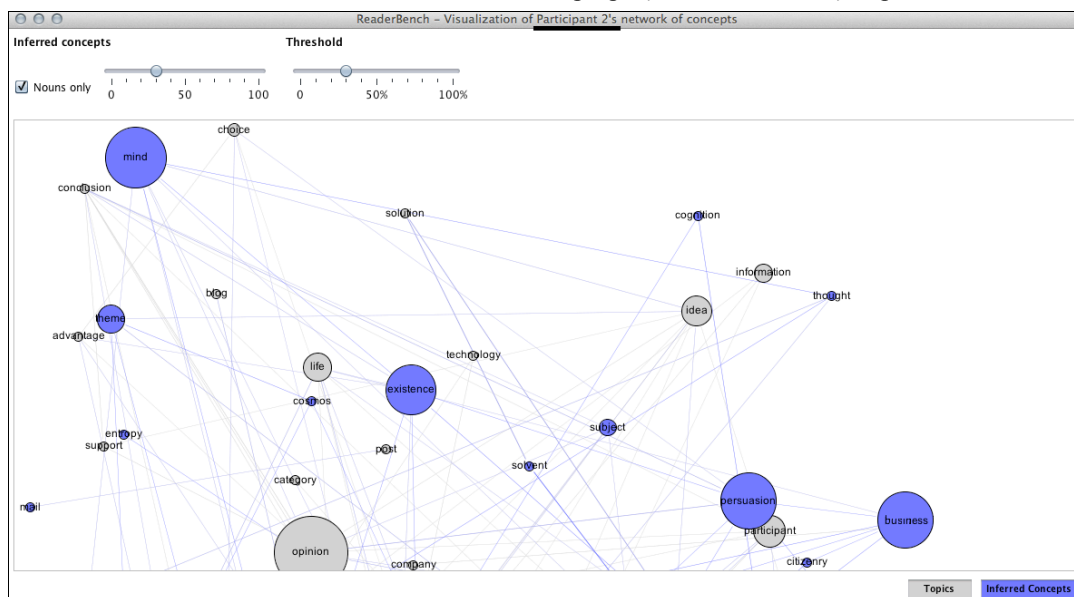 ReaderBench - Visualization of Participant 2's network of concepts
Inferred concepts Threshold
Nouns only
0 50 100 0 50% 100%
choice
mind
conclusion
solution
cognition
information
blog
thought
theme
idea
advantage
technology
life
existence
cosmos
subject
entropy
support
post
solvent
category
persuasion
mail
business
participant
opinion
company
citizenry
Topics Inferred Concepts